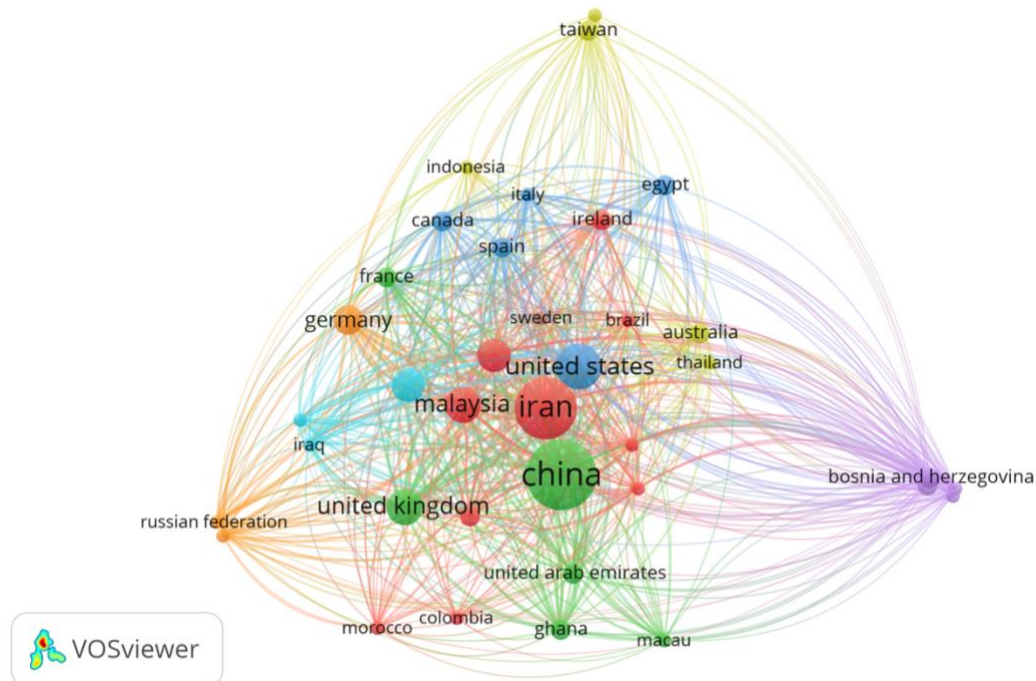 taiwan
indonesia
egypt
italy
canada
ireland
spain
france
germany
sweden
brazil
australia
thailand
united states
malaysia
iran
iraq
china
bosnia and herzegovina
united kingdom
russian federation
united arab emirates
colombia
morocco
ghana
macau
VOSviewer